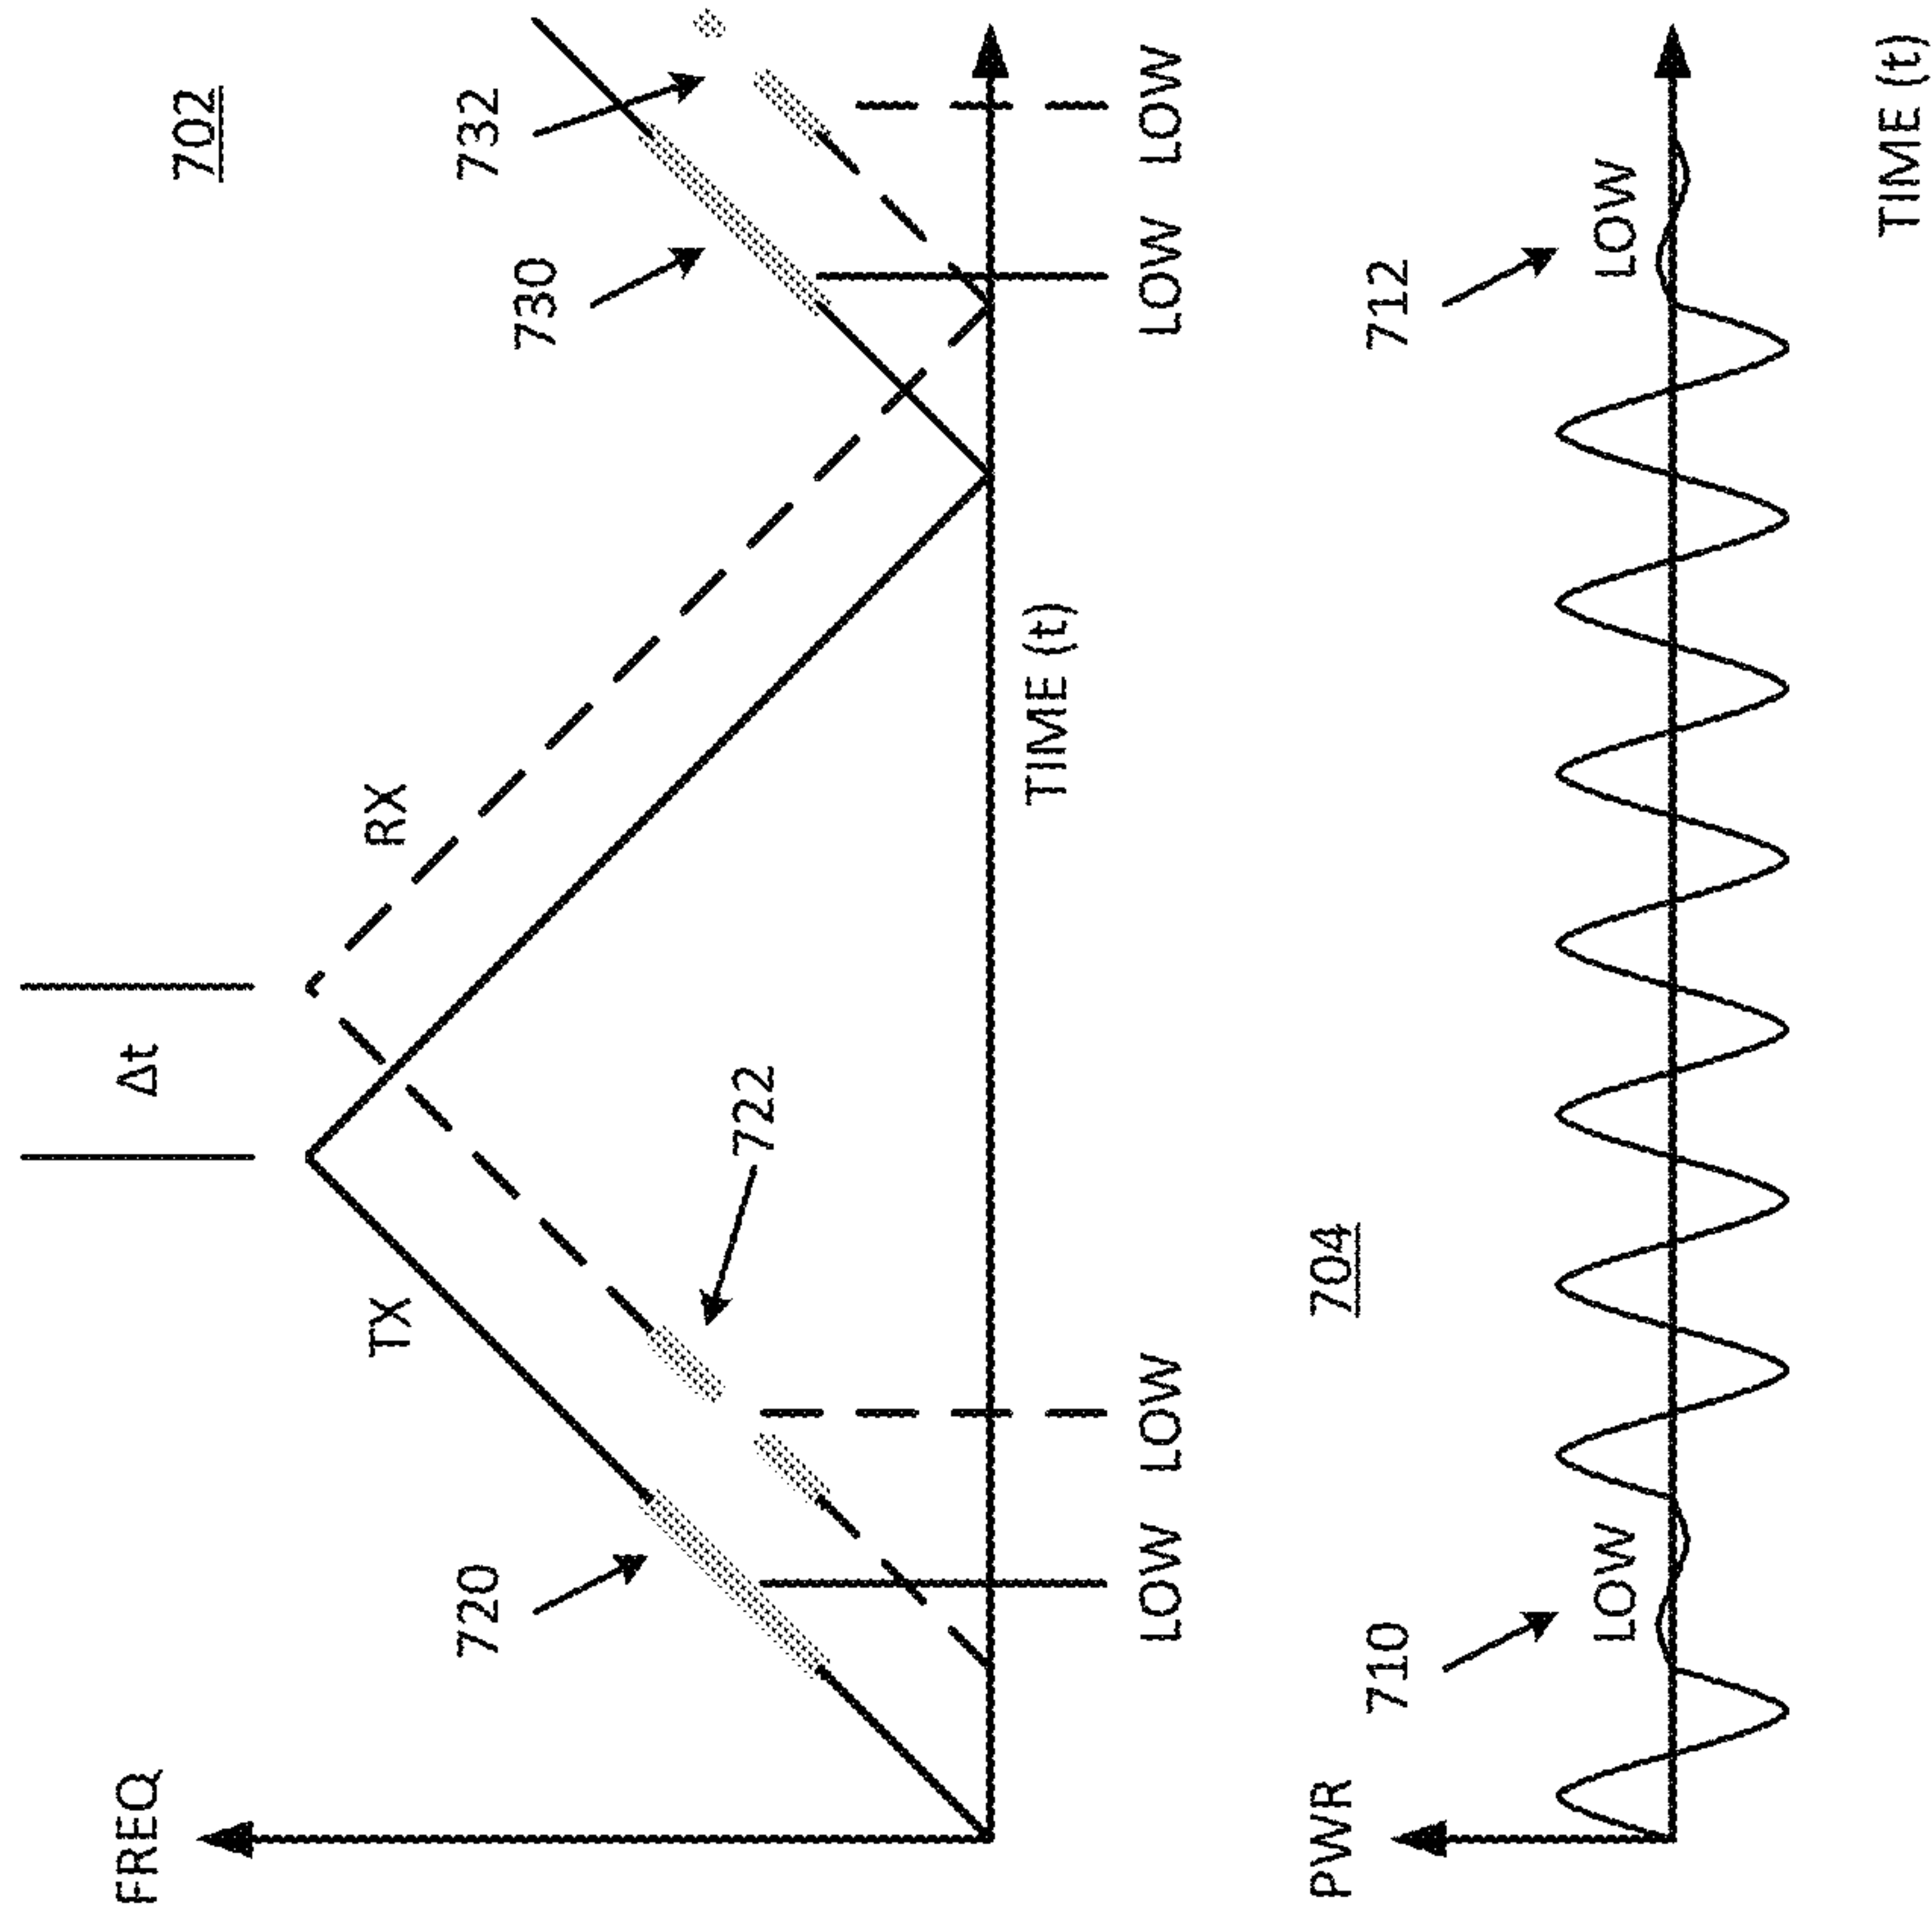 FREQ
Δt
702
TX
RX
720
722
730
732
TIME (t)
LOW LOW
LOW LOW
PWR
704
710
712
LOW
LOW
TIME (t)